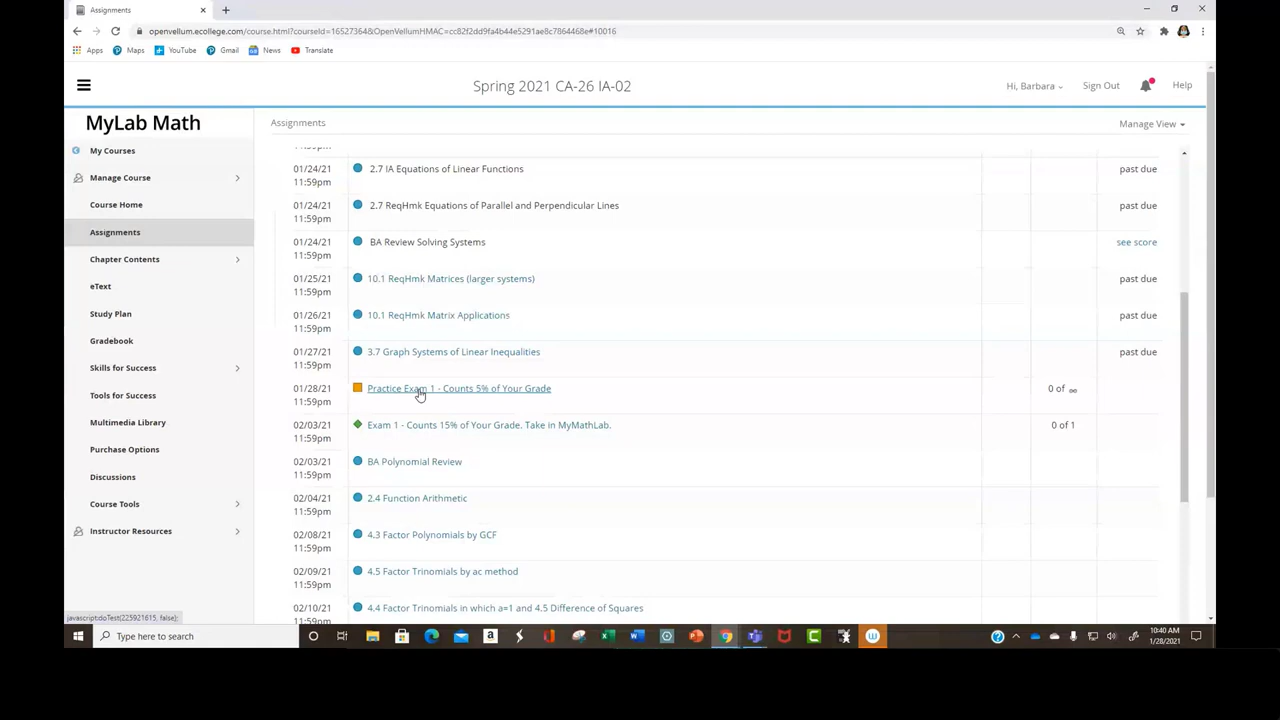 Assignments
openvellum.ecollege.com/course.html?courseId=16527364&OpenVellumHMAC=cc82f2dd9fa4b44e5291ae8c7864468e#10016
Apps Maps YouTube Gmail News Translate
Spring 2021 CA-26 IA-02
Hi, Barbara Sign Out Help
MyLab Math
My Courses
Manage Course
Course Home
Assignments
Chapter Contents
eText
Study Plan
Gradebook
Skills for Success
Tools for Success
Multimedia Library
Purchase Options
Discussions
Course Tools
Instructor Resources
Assignments Manage View
11:59pm
01/24/21 2.7 IA Equations of Linear Functions past due
11:59pm
01/24/21 2.7 ReqHmk Equations of Parallel and Perpendicular Lines past due
11:59pm
01/24/21 BA Review Solving Systems see score
11:59pm
01/25/21 10.1 ReqHmk Matrices (larger systems) past due
11:59pm
01/26/21 10.1 ReqHmk Matrix Applications past due
11:59pm
01/27/21 3.7 Graph Systems of Linear Inequalities past due
11:59pm
01/28/21 Practice Exam 1 - Counts 5% of Your Grade 0 of ∞
11:59pm
02/03/21 Exam 1 - Counts 15% of Your Grade. Take in MyMathLab. 0 of 1
11:59pm
02/03/21 BA Polynomial Review
11:59pm
02/04/21 2.4 Function Arithmetic
11:59pm
02/08/21 4.3 Factor Polynomials by GCF
11:59pm
02/09/21 4.5 Factor Trinomials by ac method
11:59pm
02/10/21 4.4 Factor Trinomials in which a=1 and 4.5 Difference of Squares
11:59pm
javascript:doTest(225921615, false);
Type here to search
10:40 AM
1/28/2021